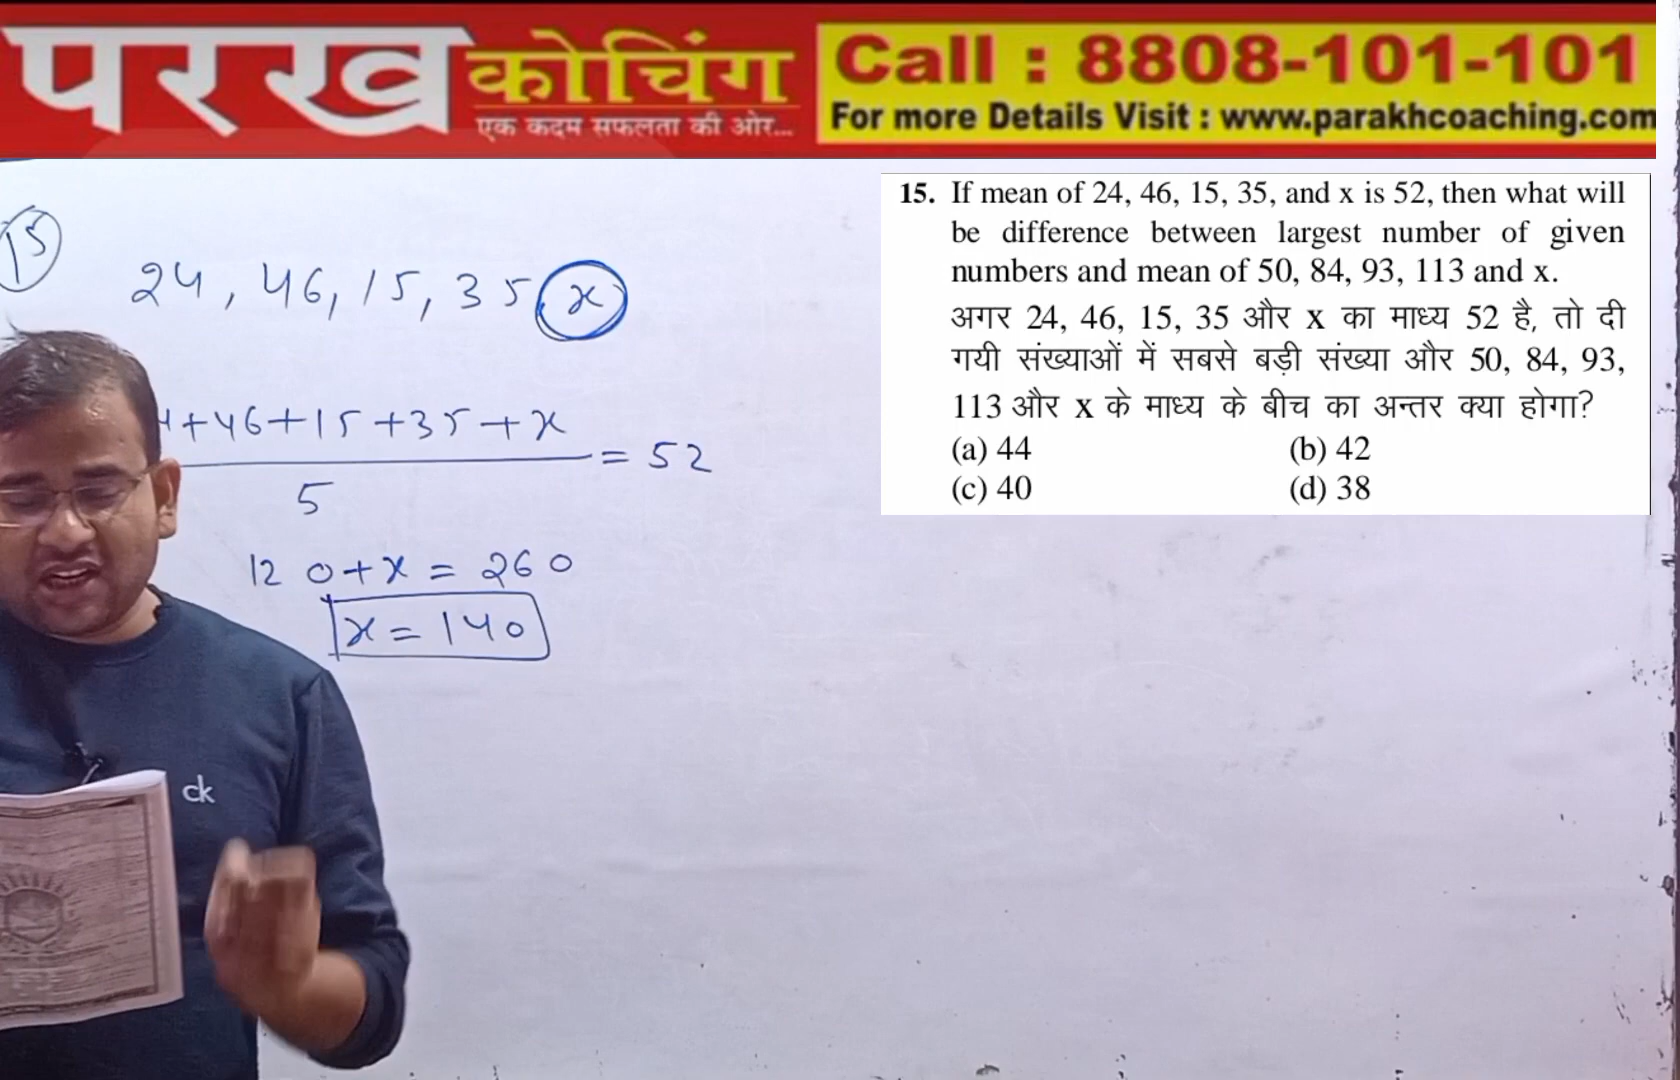 परख कोचिंग
एक कदम सफलता की ओर...
Call : 8808-101-101
For more Details Visit : www.parakhcoaching.com
15
24, 46, 15, 35 x
4+46+15+35+x
5
= 52
120+x = 260
x = 140
ck
15. If mean of 24, 46, 15, 35, and x is 52, then what will
be difference between largest number of given
numbers and mean of 50, 84, 93, 113 and x.
अगर 24, 46, 15, 35 और x का माध्य 52 है, तो दी
गयी संख्याओं में सबसे बड़ी संख्या और 50, 84, 93,
113 और x के माध्य के बीच का अन्तर क्या होगा?
(a) 44 (b) 42
(c) 40 (d) 38